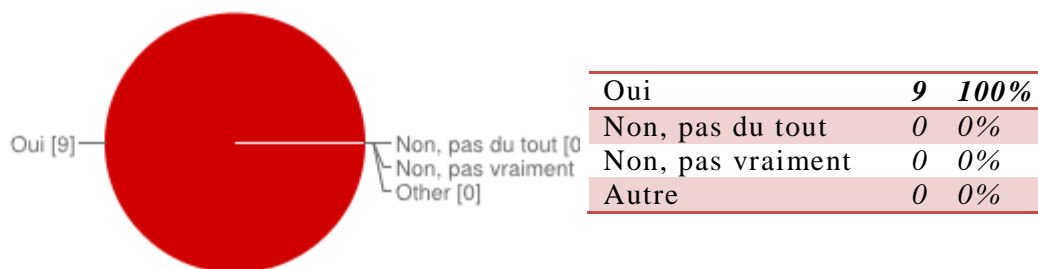 Oui [9]
Non, pas du tout [0
Non, pas vraiment
Other [0]
Oui 9 100%
Non, pas du tout 0 0%
Non, pas vraiment 0 0%
Autre 0 0%